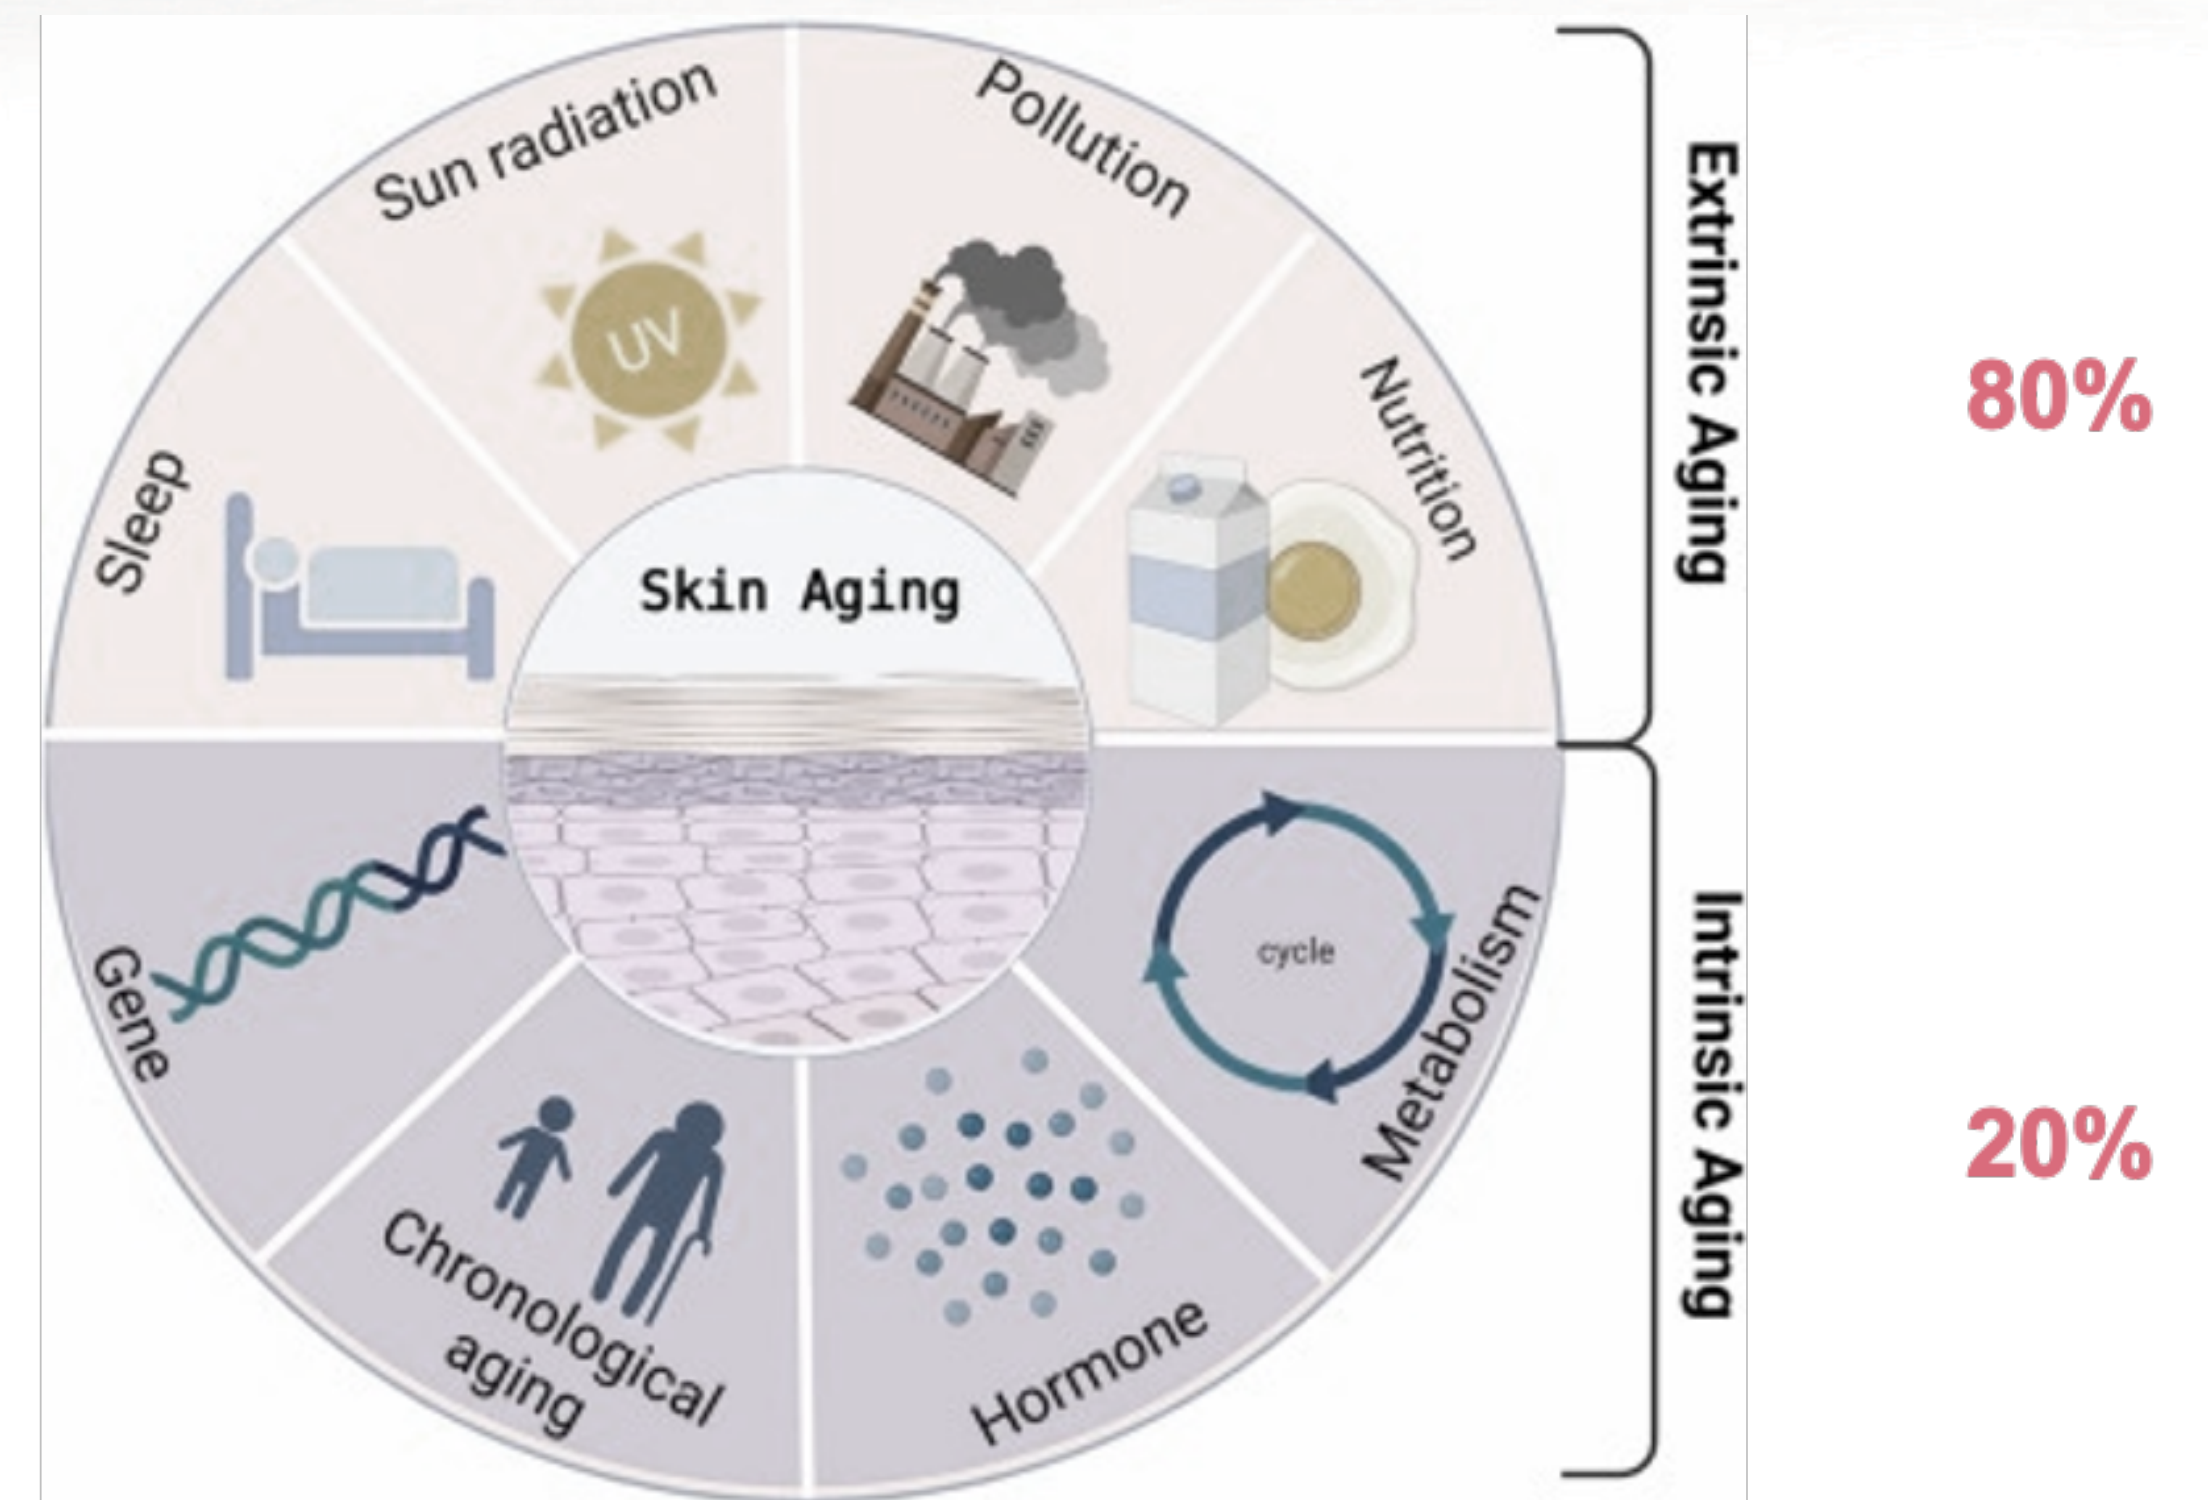 Sun radiation
Pollution
UV
Nutrition
Sleep
Skin Aging
Extrinsic Aging
80%
Gene
cycle
Metabolism
Chronological
aging
Hormone
Intrinsic Aging
20%